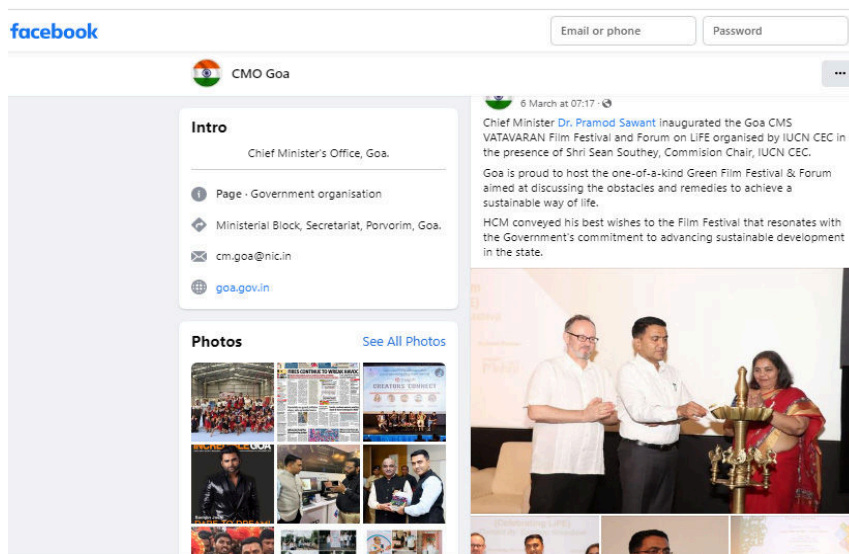 facebook
Email or phone
Password
CMO Goa
Intro
Chief Minister's Office, Goa.
Page · Government organisation
Ministerial Block, Secretariat, Porvorim, Goa.
cm.goa@nic.in
goa.gov.in
Photos
See All Photos
FIRES CONTINUE TO WREAK HAVOC
CREATORS CONNECT
DARE TO DREAM
6 March at 07:17 ·
Chief Minister Dr. Pramod Sawant inaugurated the Goa CMS
VATAVARAN Film Festival and Forum on LiFE organised by IUCN CEC in
the presence of Shri Sean Southey, Commision Chair, IUCN CEC.
Goa is proud to host the one-of-a-kind Green Film Festival & Forum
aimed at discussing the obstacles and remedies to achieve a
sustainable way of life.
HCM conveyed his best wishes to the Film Festival that resonates with
the Government's commitment to advancing sustainable development
in the state.